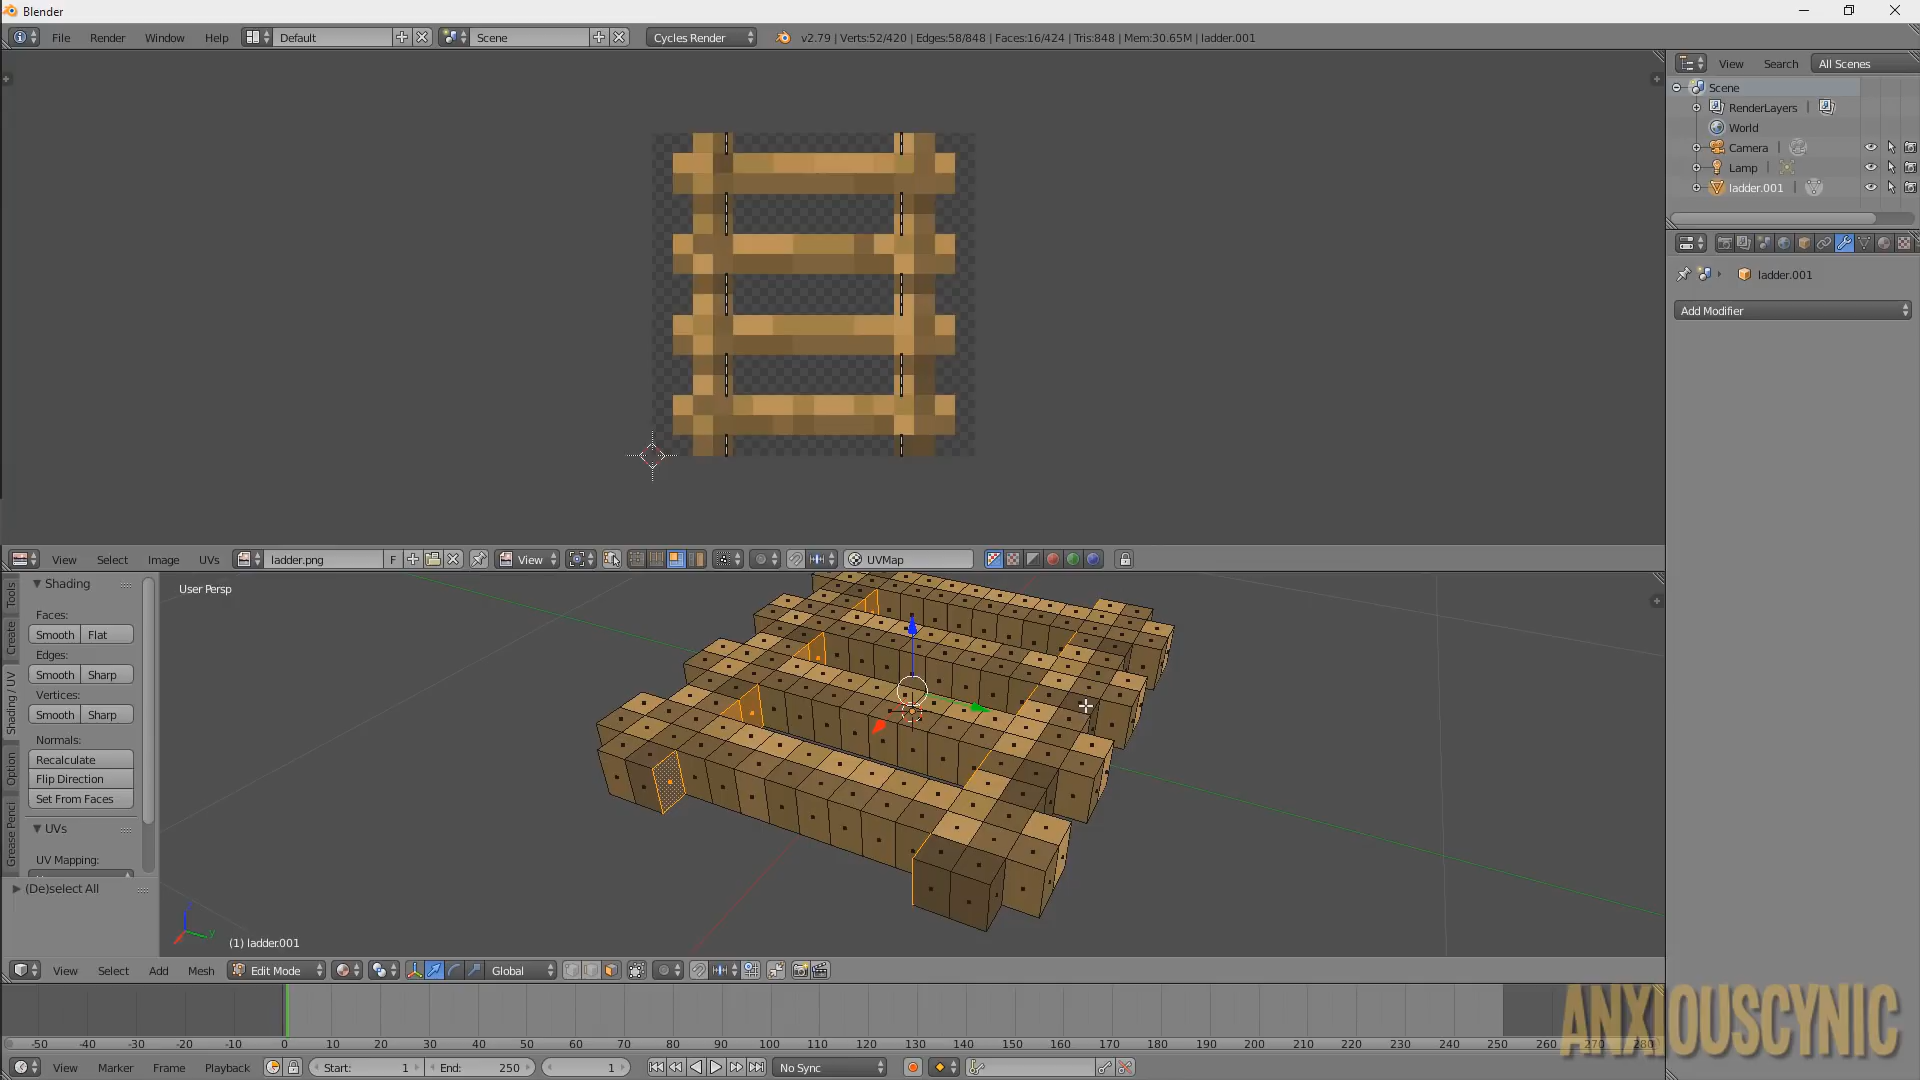 Blender
File Render Window Help Default Scene Cycles Render v2.79 | Verts:52/420 | Edges:58/848 | Faces:16/424 | Tris:848 | Mem:30.65M | ladder.001
View Search All Scenes
Scene
RenderLayers
World
Camera
Lamp
ladder.001
ladder.001
Add Modifier
View Select Image UVs ladder.png F View UVMap
Tools
Create
Shading / UV
Option
Grease Penci
Shading
Faces:
Smooth Flat
Edges:
Smooth Sharp
Vertices:
Smooth Sharp
Normals:
Recalculate
Flip Direction
Set From Faces
UVs
UV Mapping:
(De)select All
User Persp
(1) ladder.001
View Select Add Mesh Edit Mode Global
-50 -40 -30 -20 -10 0 10 20 30 40 50 60 70 80 90 100 110 120 130 140 150 160 170 180 190 200 210 220 230 240 250 260 270 280
View Marker Frame Playback Start: 1 End: 250 1 No Sync
ANXIOUSCYNIC